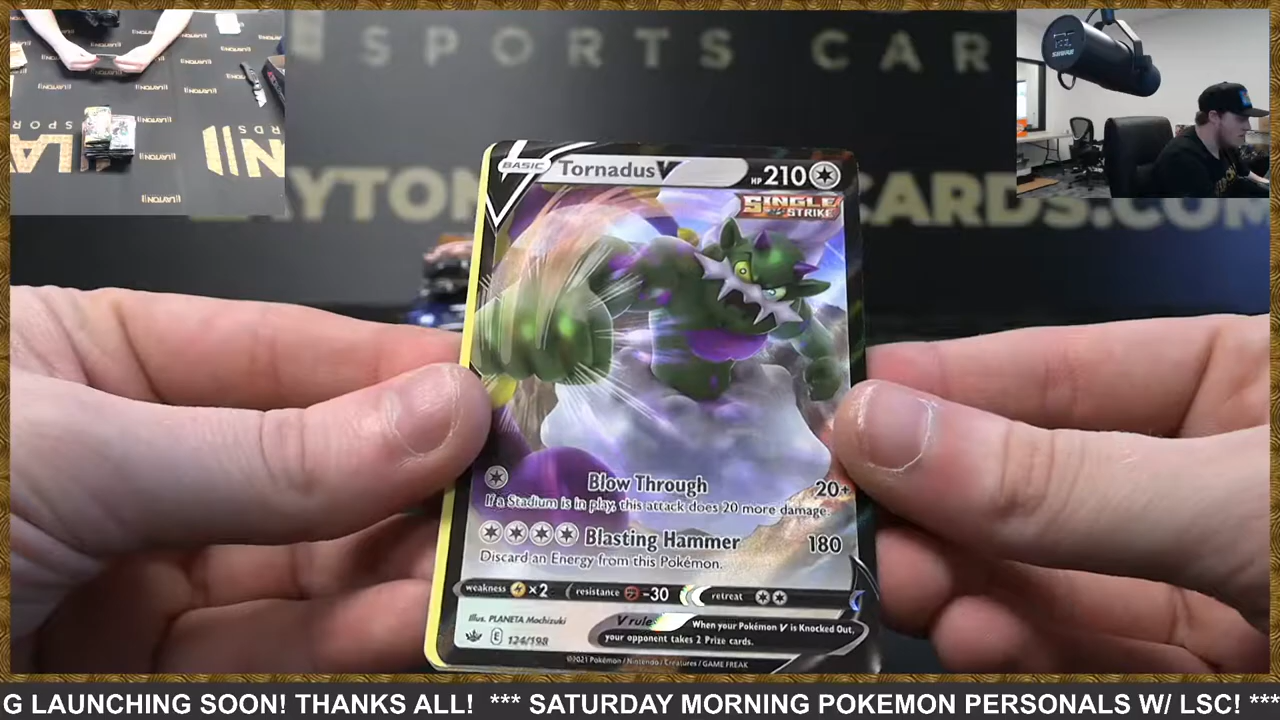 SPORTS CAR
LAYTON
CARDS.COM
SHURE
BASIC
Tornadus V
HP 210
SINGLE STRIKE
Blow Through 20+
If a Stadium is in play, this attack does 20 more damage.
Blasting Hammer 180
Discard an Energy from this Pokémon.
weakness ×2 resistance -30 retreat
Illus. PLANETA Mochizuki
V rule When your Pokémon V is Knocked Out,
your opponent takes 2 Prize cards.
E 124/198
©2021 Pokémon / Nintendo / Creatures / GAME FREAK
G LAUNCHING SOON! THANKS ALL! *** SATURDAY MORNING POKEMON PERSONALS W/ LSC! ***